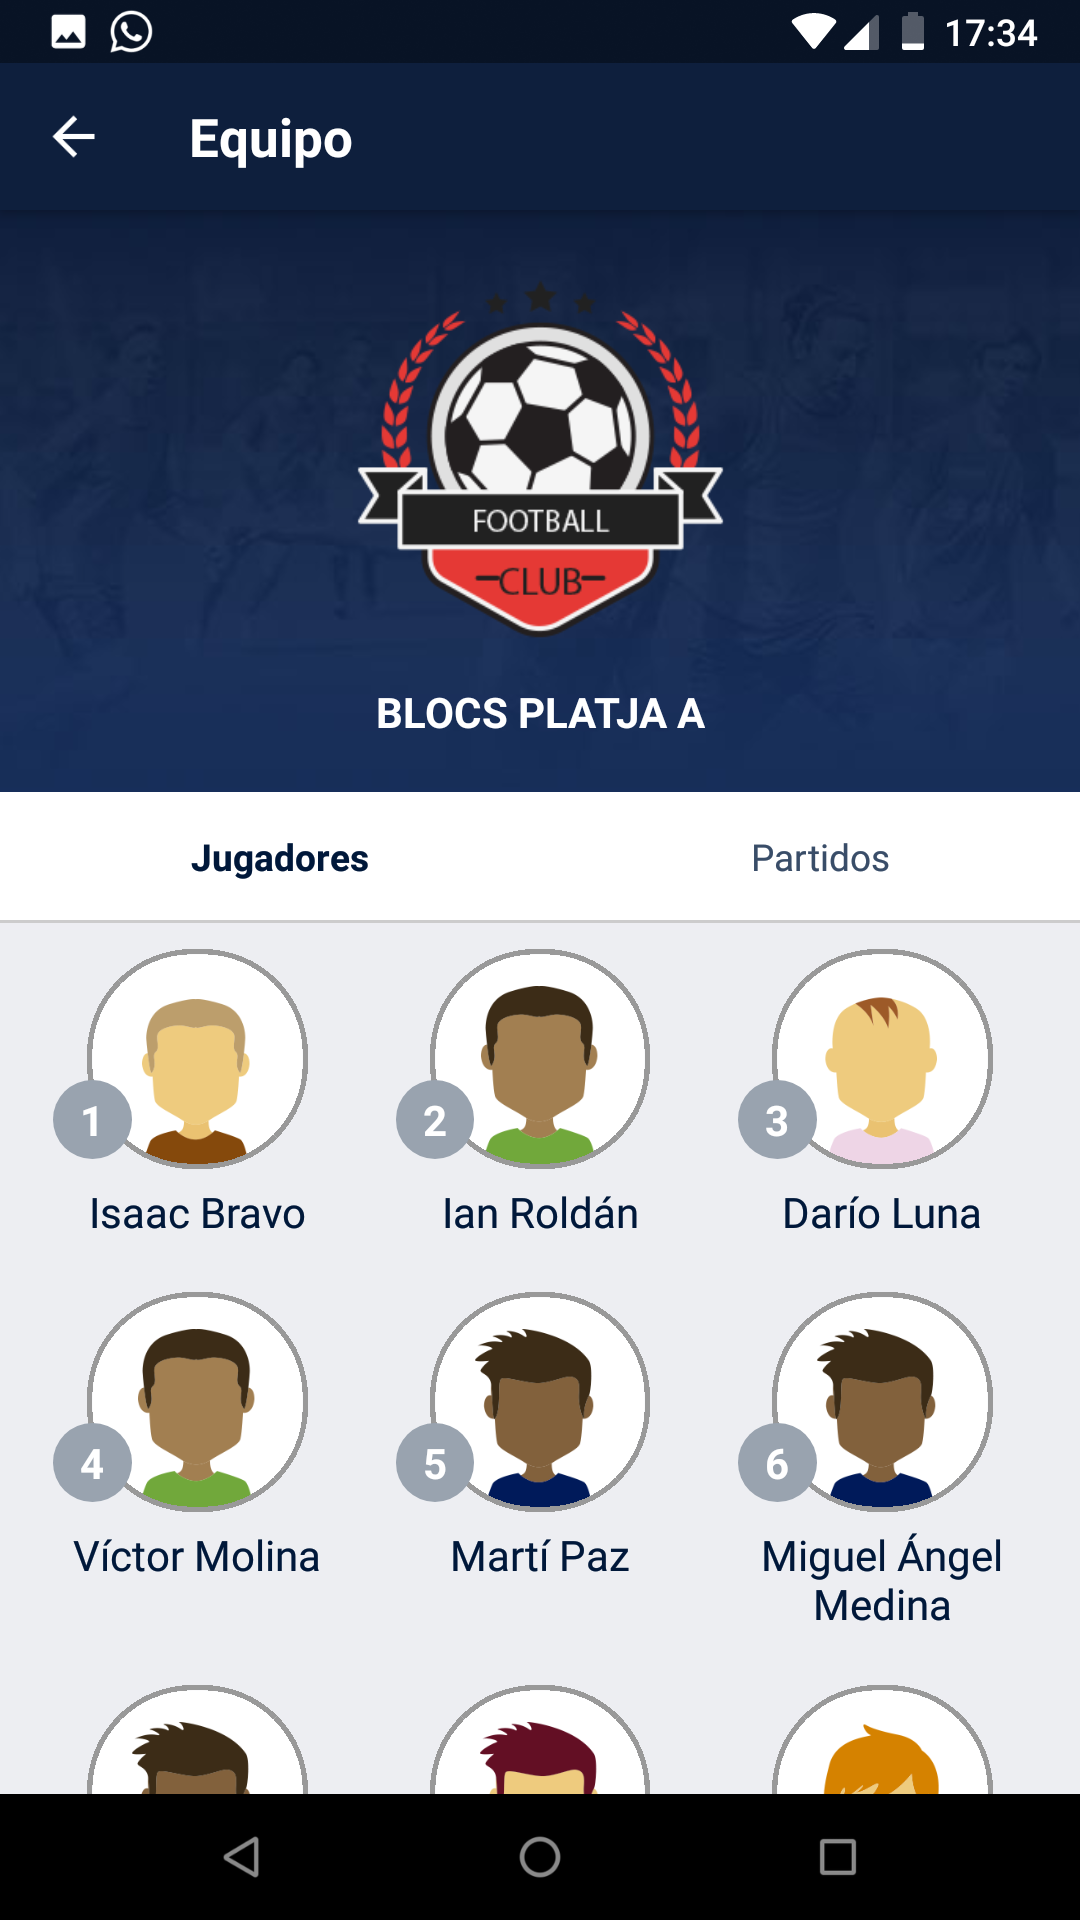 17:34
Equipo
FOOTBALL
CLUB
BLOCS PLATJA A
Jugadores
Partidos
1
2
3
Isaac Bravo
Ian Roldán
Darío Luna
4
5
6
Víctor Molina
Martí Paz
Miguel Ángel
Medina